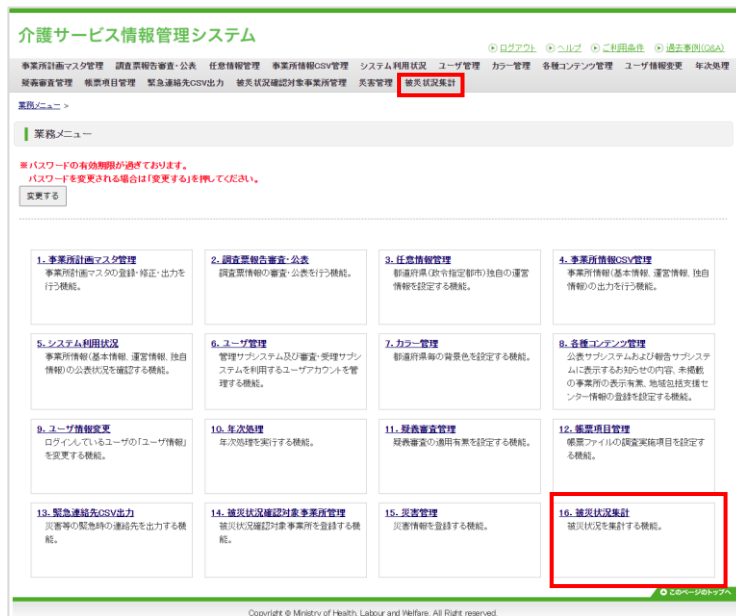 介護サービス情報管理システム
ログアウト ヘルプ ご利用条件 過去事例(Q&A)
事業所計画マスタ管理 調査票報告審査・公表 任意情報管理 事業所情報CSV管理 システム利用状況 ユーザ管理 カラー管理 各種コンテンツ管理 ユーザ情報変更 年次処理
疑義審査管理 帳票項目管理 緊急連絡先CSV出力 被災状況確認対象事業所管理 災害管理 被災状況集計
業務メニュー >
業務メニュー
※パスワードの有効期限が過ぎております。
パスワードを変更される場合は「変更する」を押してください。
変更する
1. 事業所計画マスタ管理
事業所計画マスタの登録・修正・出力を
行う機能。
2. 調査票報告審査・公表
調査票情報の審査・公表を行う機能。
3. 任意情報管理
都道府県(政令指定都市)独自の運営
情報を設定する機能。
4. 事業所情報CSV管理
事業所情報(基本情報、運営情報、独自
情報)の出力を行う機能。
5. システム利用状況
事業所情報(基本情報、運営情報、独自
情報)の公表状況を確認する機能。
6. ユーザ管理
管理サブシステム及び審査・受理サブシ
ステムを利用するユーザアカウントを管
理する機能。
7. カラー管理
都道府県毎の背景色を設定する機能。
8. 各種コンテンツ管理
公表サブシステムおよび報告サブシステ
ムに表示するお知らせの内容、未掲載
の事業所の表示有無、地域包括支援セ
ンター情報の登録を設定する機能。
9. ユーザ情報変更
ログインしているユーザの「ユーザ情報」
を変更する機能。
10. 年次処理
年次処理を実行する機能。
11. 疑義審査管理
疑義審査の適用有無を設定する機能。
12. 帳票項目管理
帳票ファイルの調査実施項目を設定す
る機能。
13. 緊急連絡先CSV出力
災害等の緊急時の連絡先を出力する機
能。
14. 被災状況確認対象事業所管理
被災状況確認対象事業所を登録する機
能。
15. 災害管理
災害情報を登録する機能。
16. 被災状況集計
被災状況を集計する機能。
このページのトップへ
Copyright © Ministry of Health, Labour and Welfare, All Right reserved.